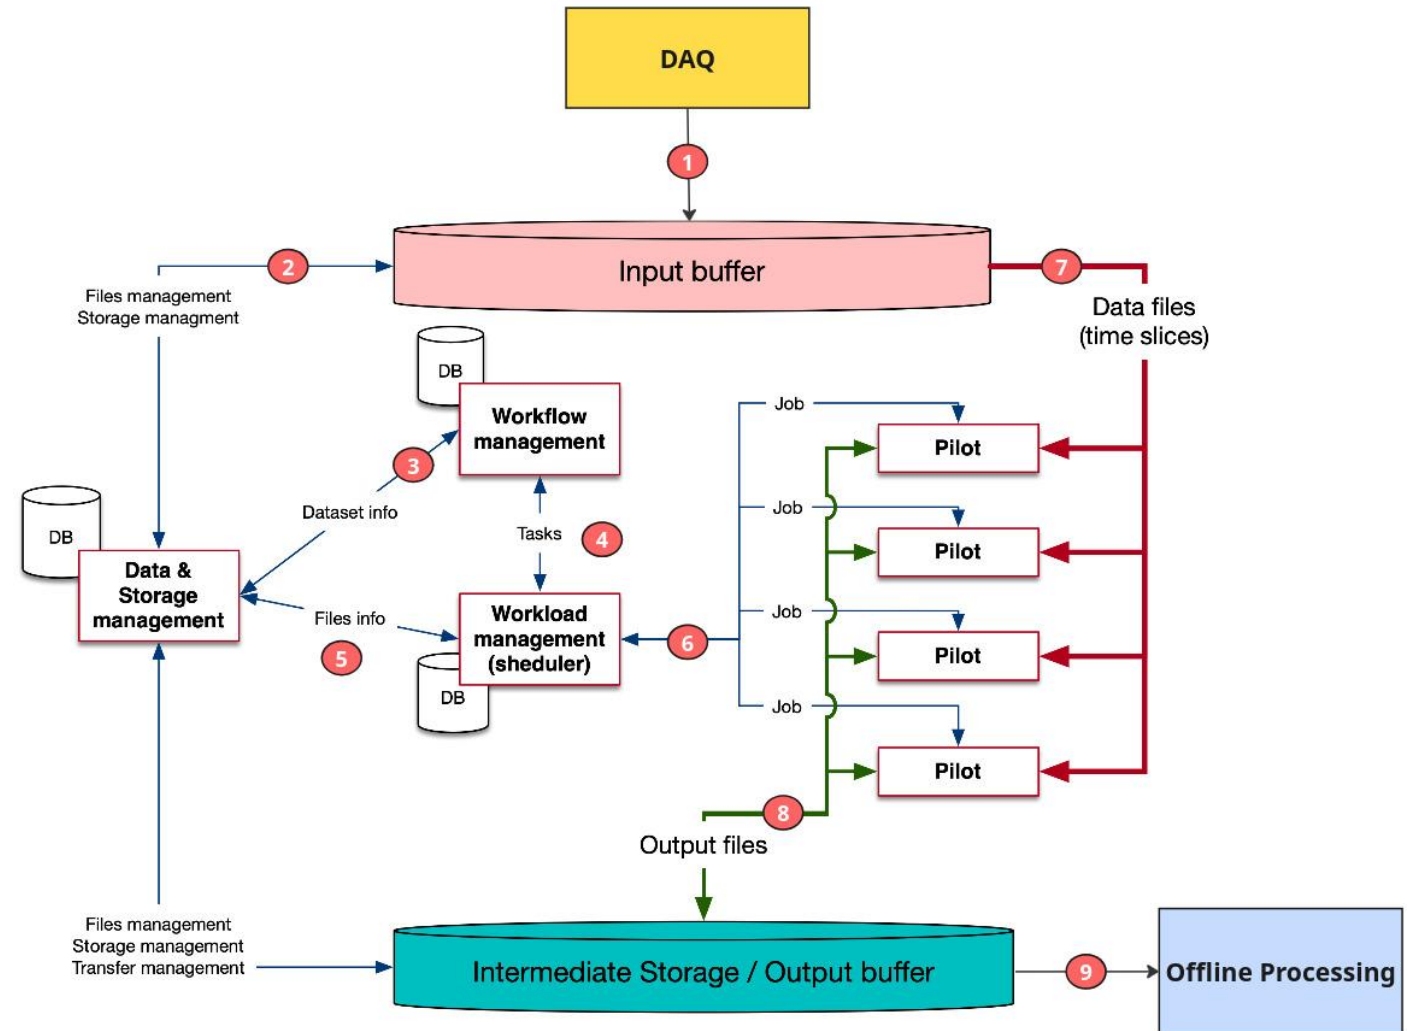 DAQ
1
Input buffer
2
7
Files management
Storage managment
Data files
(time slices)
DB
Workflow
management
Job
Pilot
3
Dataset info
Tasks
4
Job
Pilot
DB
Data &
Storage
management
Files info
5
Workload
management
(sheduler)
DB
6
Job
Pilot
Job
Pilot
8
Output files
Files management
Storage management
Transfer management
Intermediate Storage / Output buffer
9
Offline Processing